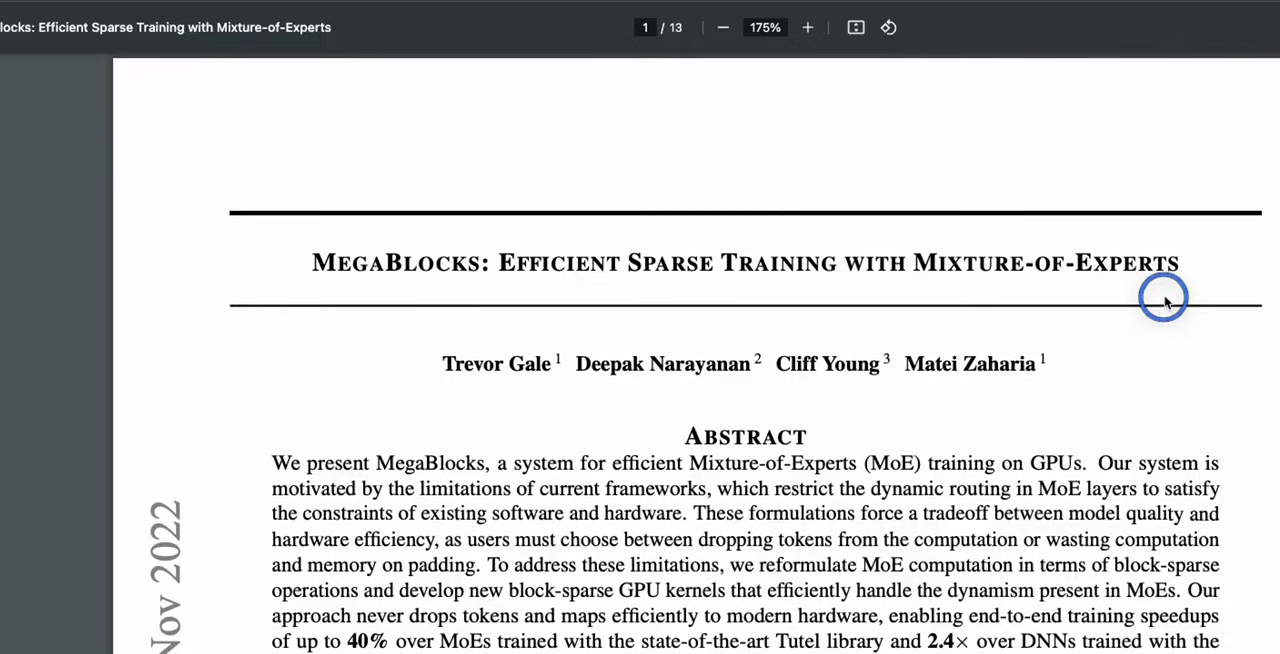 locks: Efficient Sparse Training with Mixture-of-Experts
1 / 13
175%
MEGABLOCKS: EFFICIENT SPARSE TRAINING WITH MIXTURE-OF-EXPERTS
Trevor Gale 1 Deepak Narayanan 2 Cliff Young 3 Matei Zaharia 1
ABSTRACT
We present MegaBlocks, a system for efficient Mixture-of-Experts (MoE) training on GPUs. Our system is
motivated by the limitations of current frameworks, which restrict the dynamic routing in MoE layers to satisfy
the constraints of existing software and hardware. These formulations force a tradeoff between model quality and
hardware efficiency, as users must choose between dropping tokens from the computation or wasting computation
and memory on padding. To address these limitations, we reformulate MoE computation in terms of block-sparse
operations and develop new block-sparse GPU kernels that efficiently handle the dynamism present in MoEs. Our
approach never drops tokens and maps efficiently to modern hardware, enabling end-to-end training speedups
of up to 40% over MoEs trained with the state-of-the-art Tutel library and 2.4× over DNNs trained with the
Nov 2022